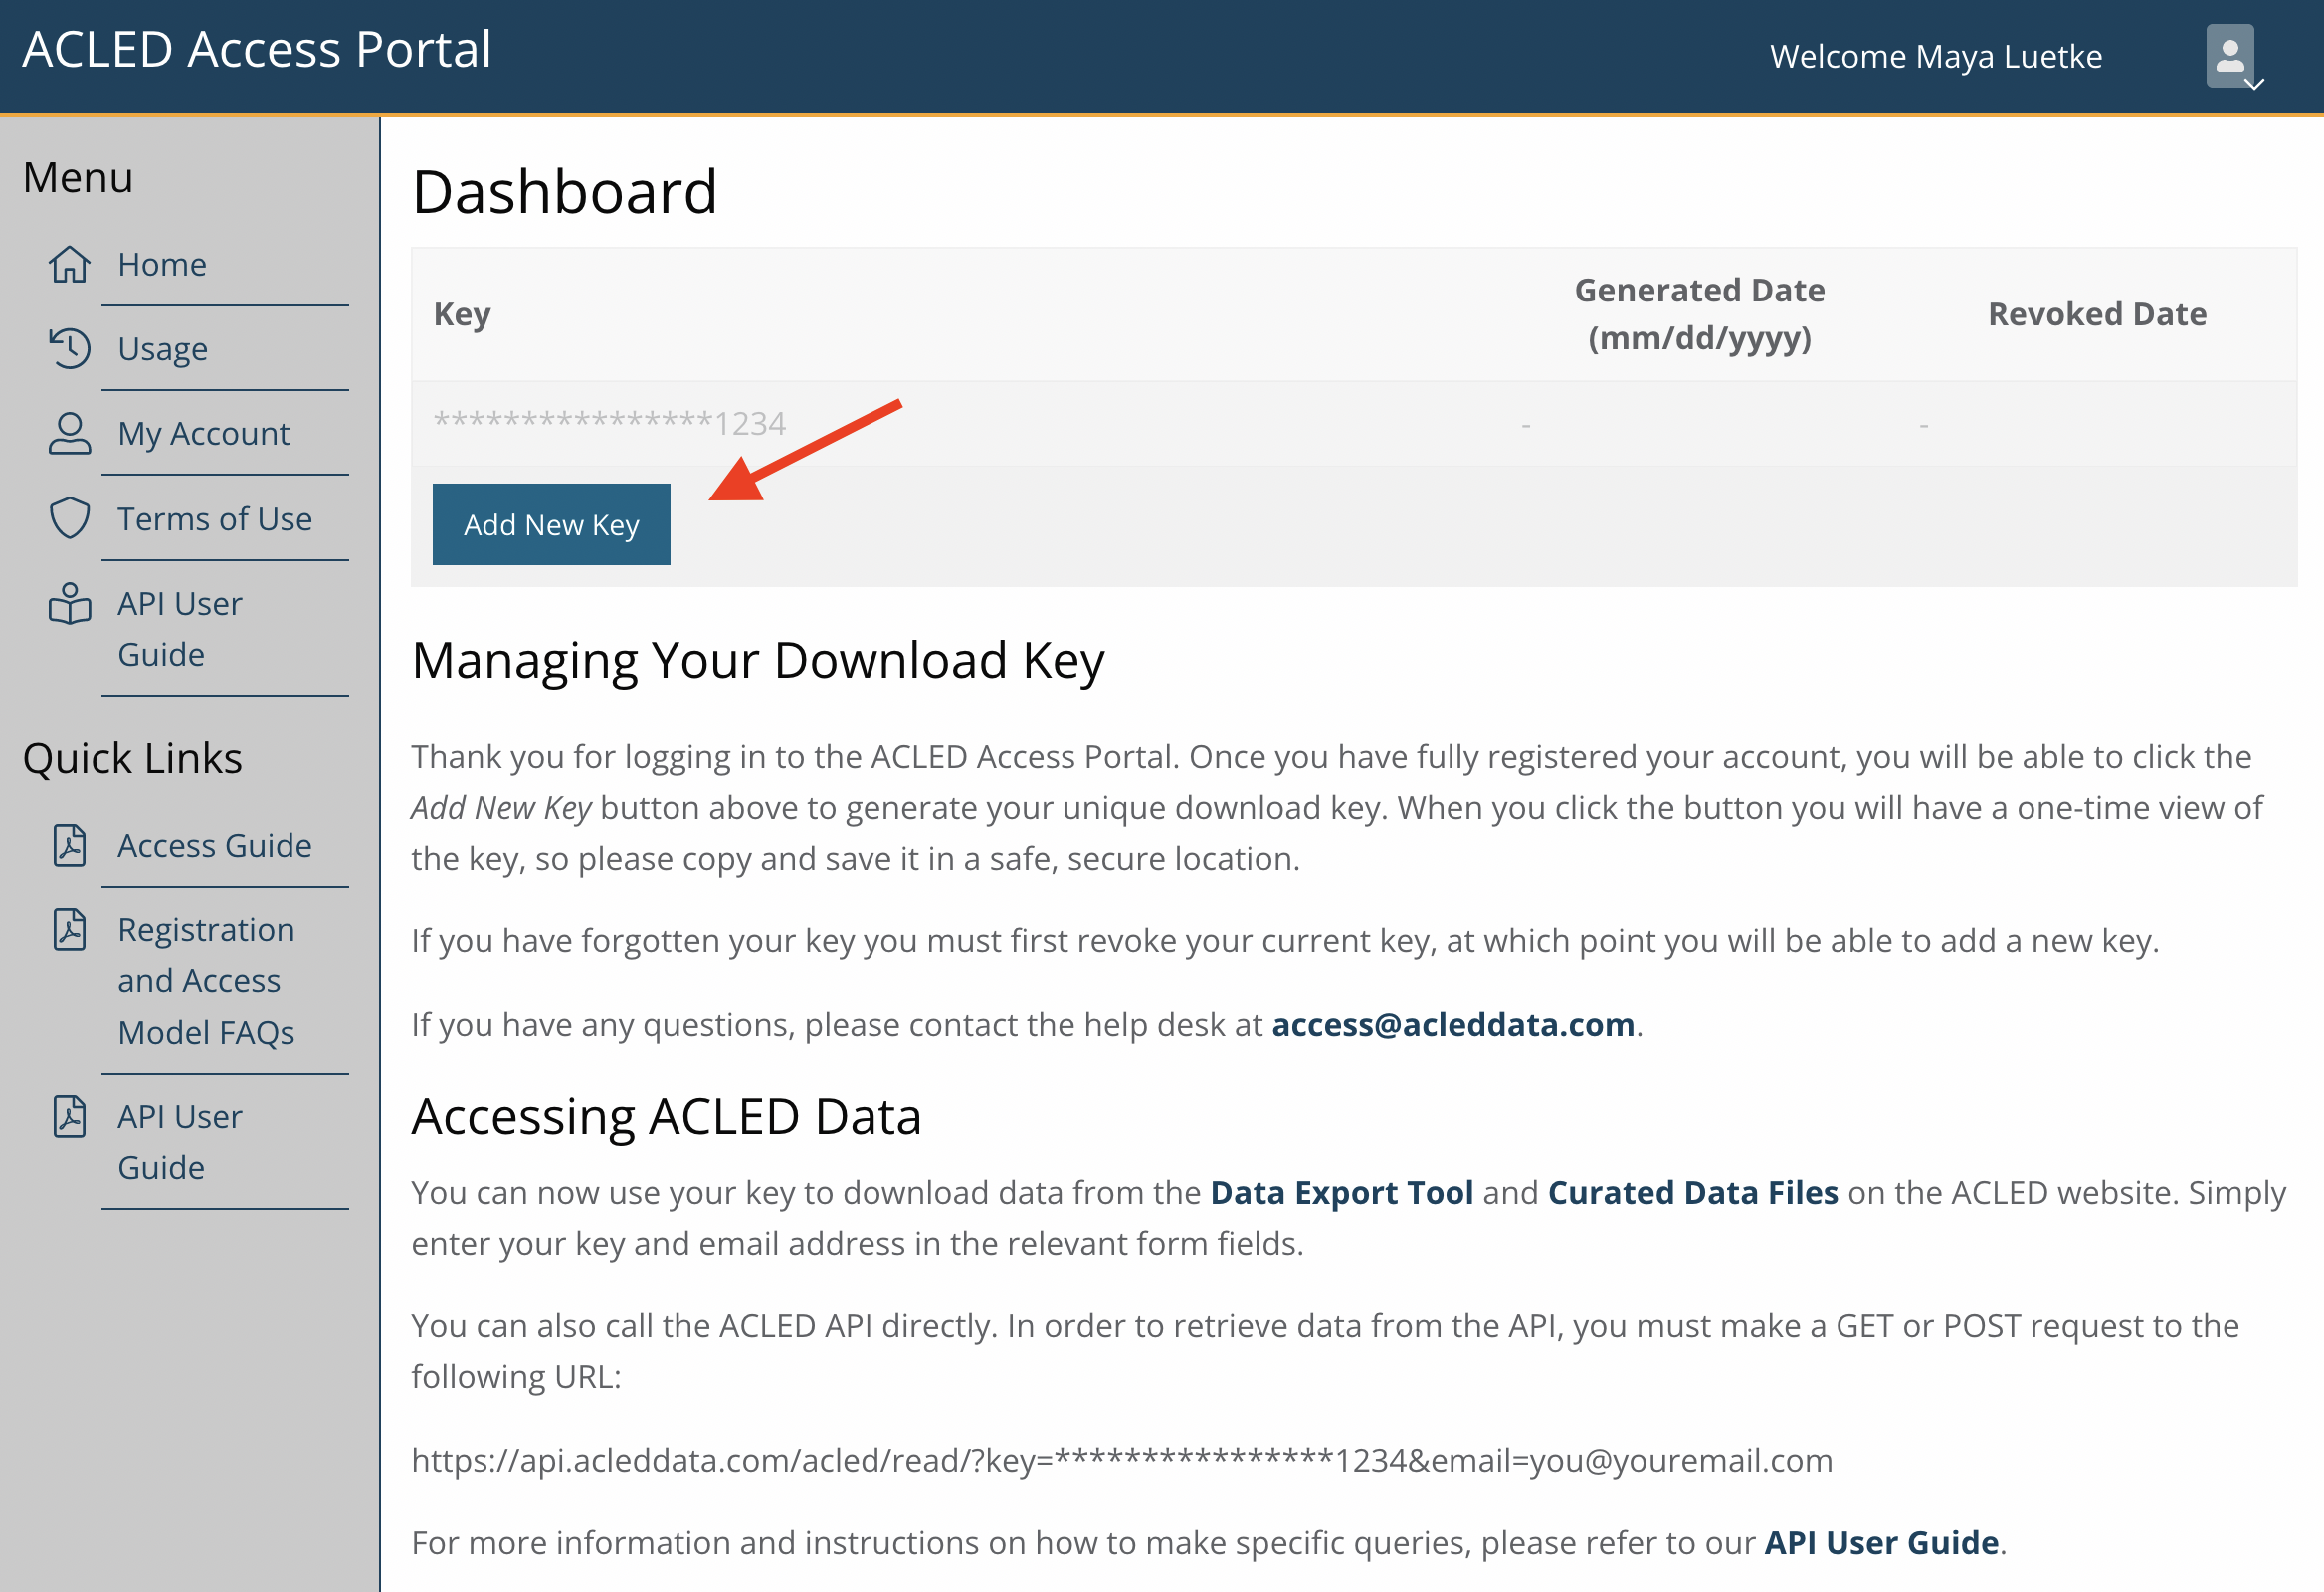 ACLED Access Portal
Welcome Maya Luetke
Menu
Home
Usage
My Account
Terms of Use
API User
Guide
Quick Links
Access Guide
Registration
and Access
Model FAQs
API User
Guide
Dashboard
Key
Generated Date
(mm/dd/yyyy)
Revoked Date
****************1234
-
-
Add New Key
Managing Your Download Key
Thank you for logging in to the ACLED Access Portal. Once you have fully registered your account, you will be able to click the
Add New Key button above to generate your unique download key. When you click the button you will have a one-time view of
the key, so please copy and save it in a safe, secure location.
If you have forgotten your key you must first revoke your current key, at which point you will be able to add a new key.
If you have any questions, please contact the help desk at access@acleddata.com.
Accessing ACLED Data
You can now use your key to download data from the Data Export Tool and Curated Data Files on the ACLED website. Simply
enter your key and email address in the relevant form fields.
You can also call the ACLED API directly. In order to retrieve data from the API, you must make a GET or POST request to the
following URL:
https://api.acleddata.com/acled/read/?key=****************1234&email=you@youremail.com
For more information and instructions on how to make specific queries, please refer to our API User Guide.